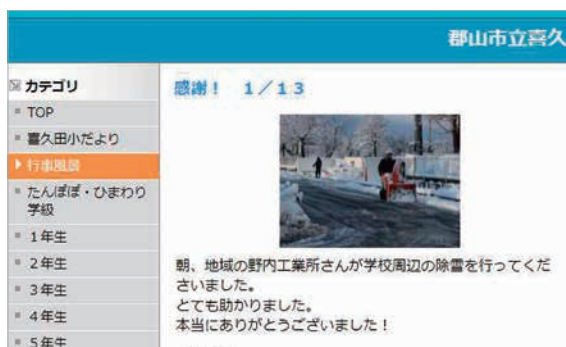 郡山市立喜久
カテゴリ
TOP
喜久田小だより
行事風景
たんぽぽ・ひまわり
学級
1年生
2年生
3年生
4年生
5年生
感謝! 1/13
朝、地域の野内工業所さんが学校周辺の除雪を行ってくだ
さいました。
とても助かりました。
本当にありがとうございました!